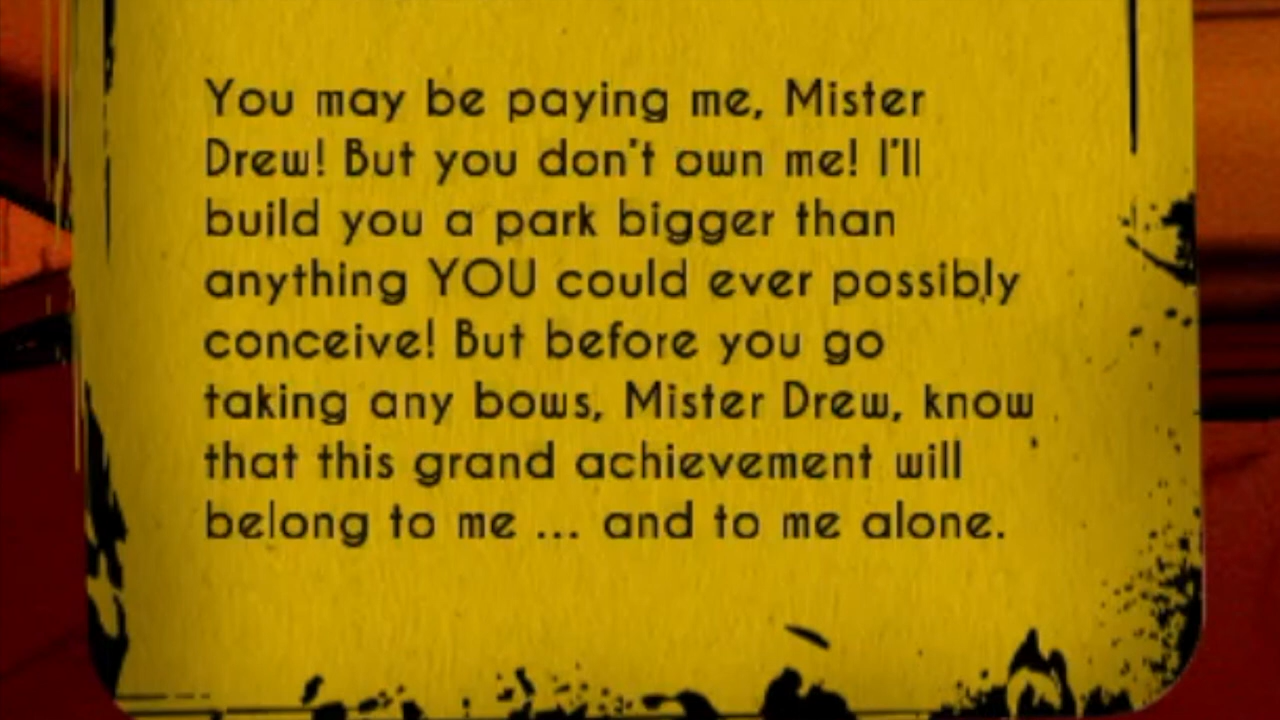 You may be paying me, Mister
Drew! But you don't own me! I'll
build you a park bigger than
anything YOU could ever possibly
conceive! But before you go
taking any bows, Mister Drew, know
that this grand achievement will
belong to me ... and to me alone.